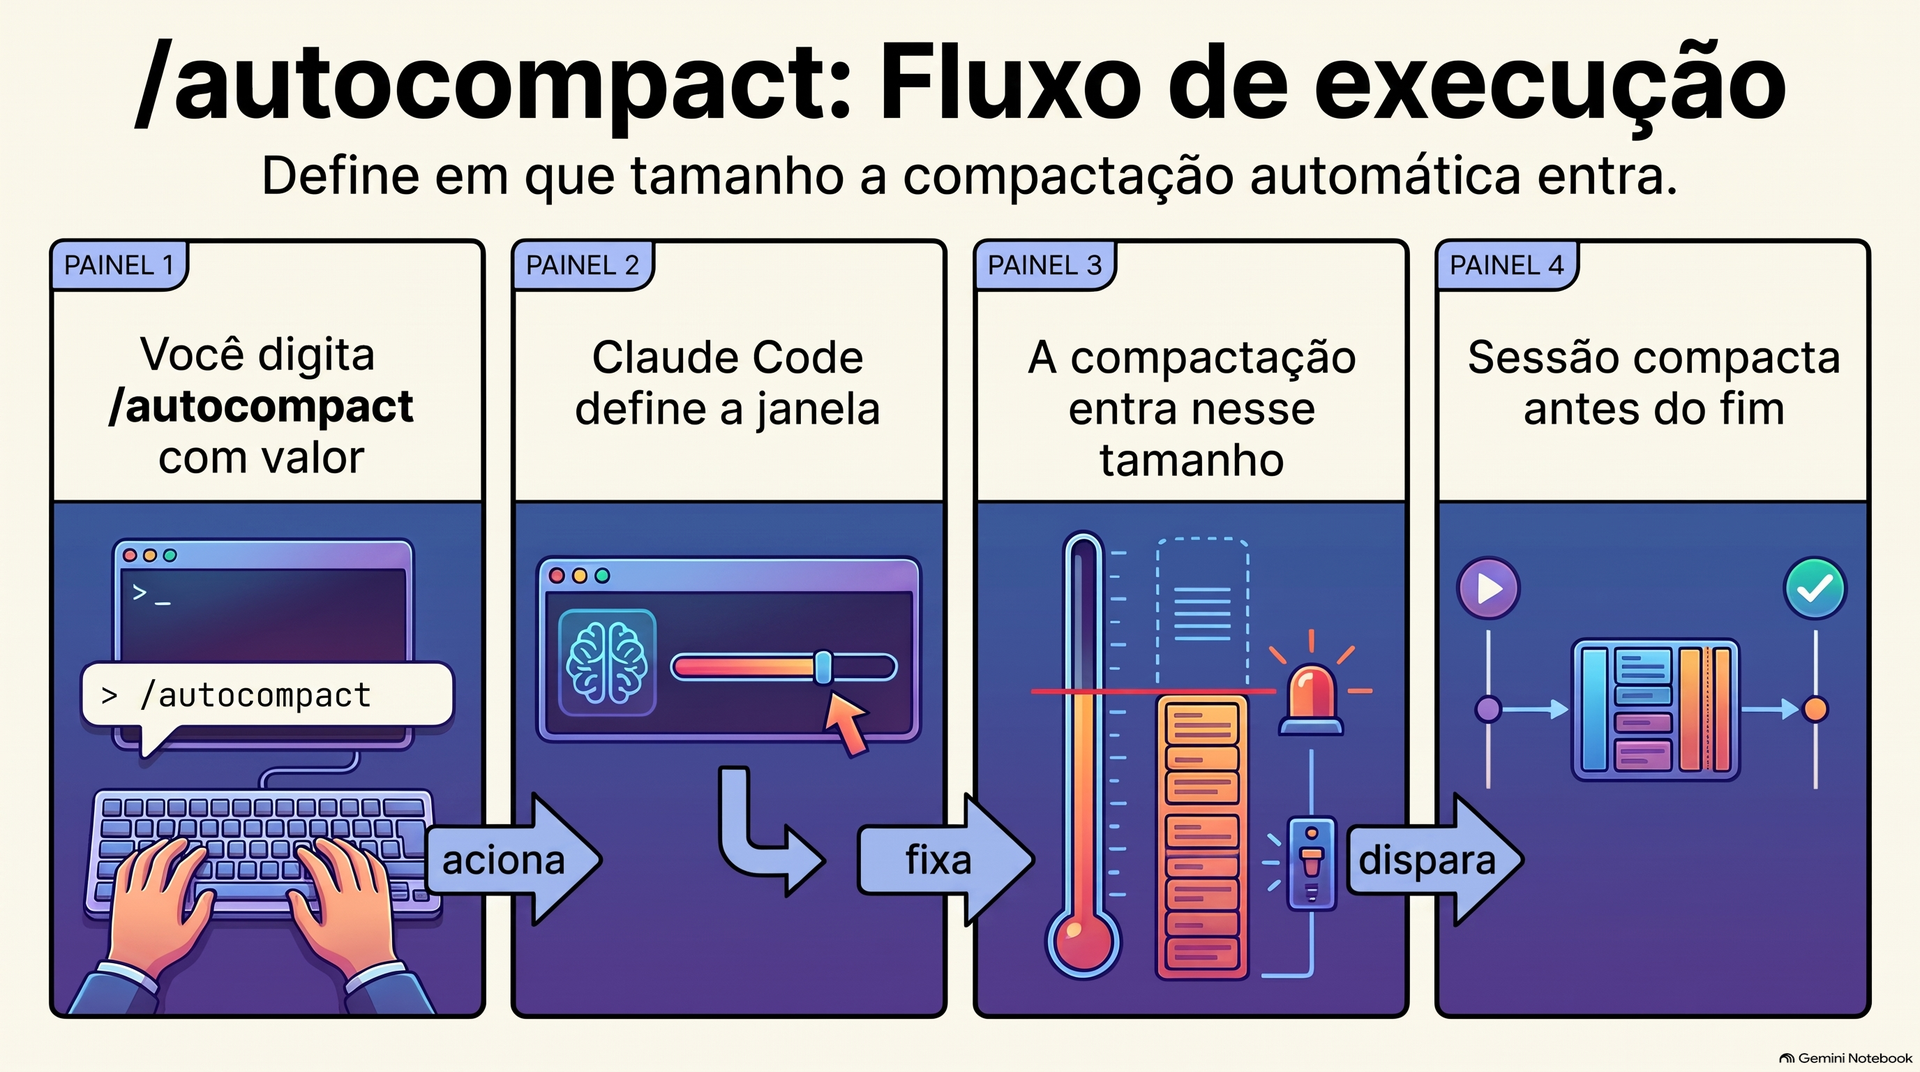 /autocompact: Fluxo de execução
Define em que tamanho a compactação automática entra.
PAINEL 1
Você digita
/autocompact
com valor
>_
> /autocompact
aciona
PAINEL 2
Claude Code
define a janela
fixa
PAINEL 3
A compactação
entra nesse
tamanho
dispara
PAINEL 4
Sessão compacta
antes do fim
Gemini Notebook